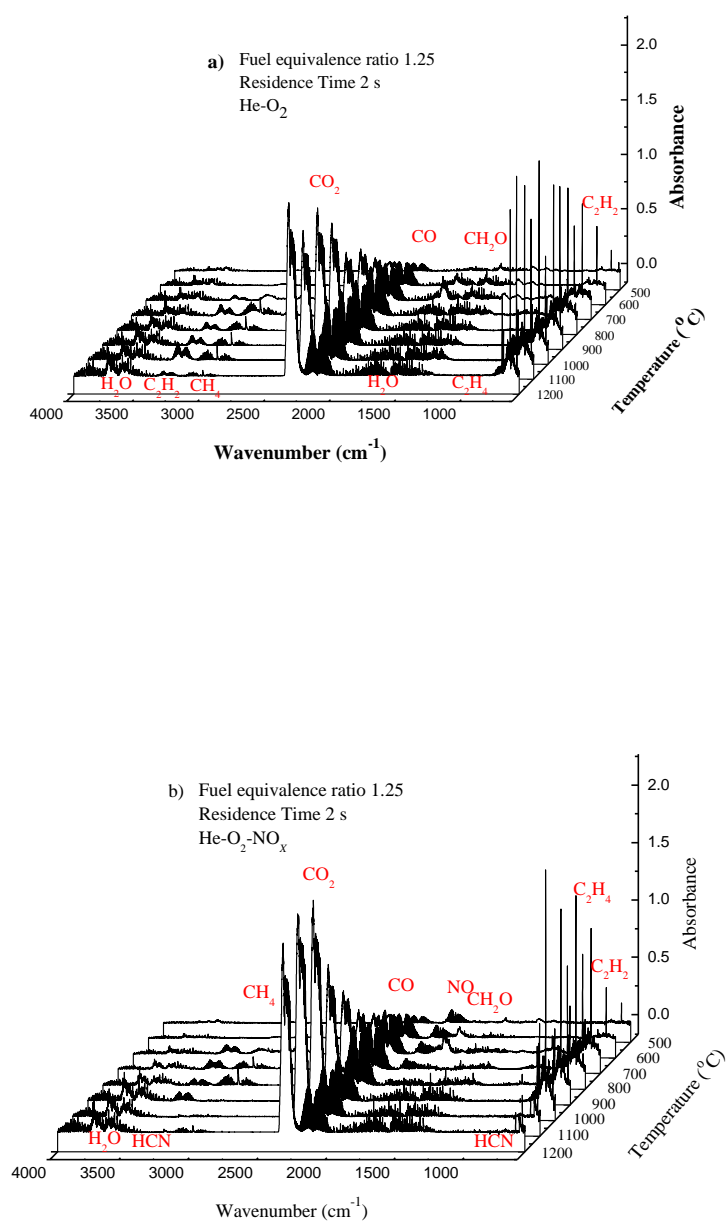 a) Fuel equivalence ratio 1.25
Residence Time 2 s
He-O2
2.0
1.5
1.0
0.5
0.0
Absorbance
CO2
CO
CH2O
C2H2
500
600
700
800
900
1000
1100
1200
Temperature (°C)
H2O
C2H2
CH4
H2O
C2H4
4000
3500
3000
2500
2000
1500
1000
Wavenumber (cm-1)
b) Fuel equivalence ratio 1.25
Residence Time 2 s
He-O2-NOX
2.0
1.5
1.0
0.5
0.0
Absorbance
CO2
C2H4
CH4
CO
NO
CH2O
C2H2
500
600
700
800
900
1000
1100
1200
Temperature (°C)
H2O
HCN
HCN
4000
3500
3000
2500
2000
1500
1000
Wavenumber (cm-1)